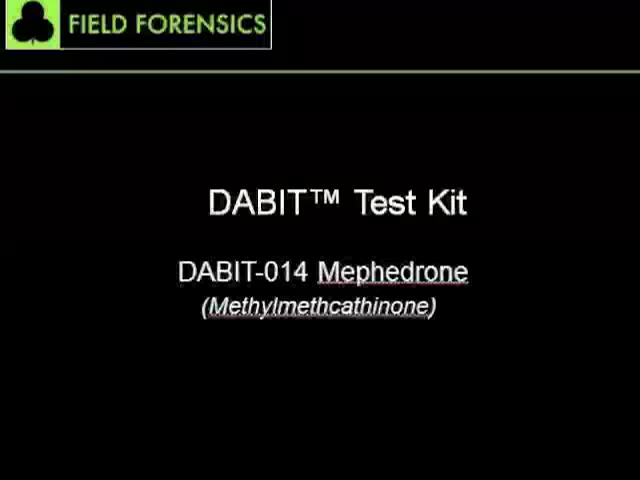 FIELD FORENSICS
DABIT™ Test Kit
DABIT-014 Mephedrone
(Methylmethcathinone)